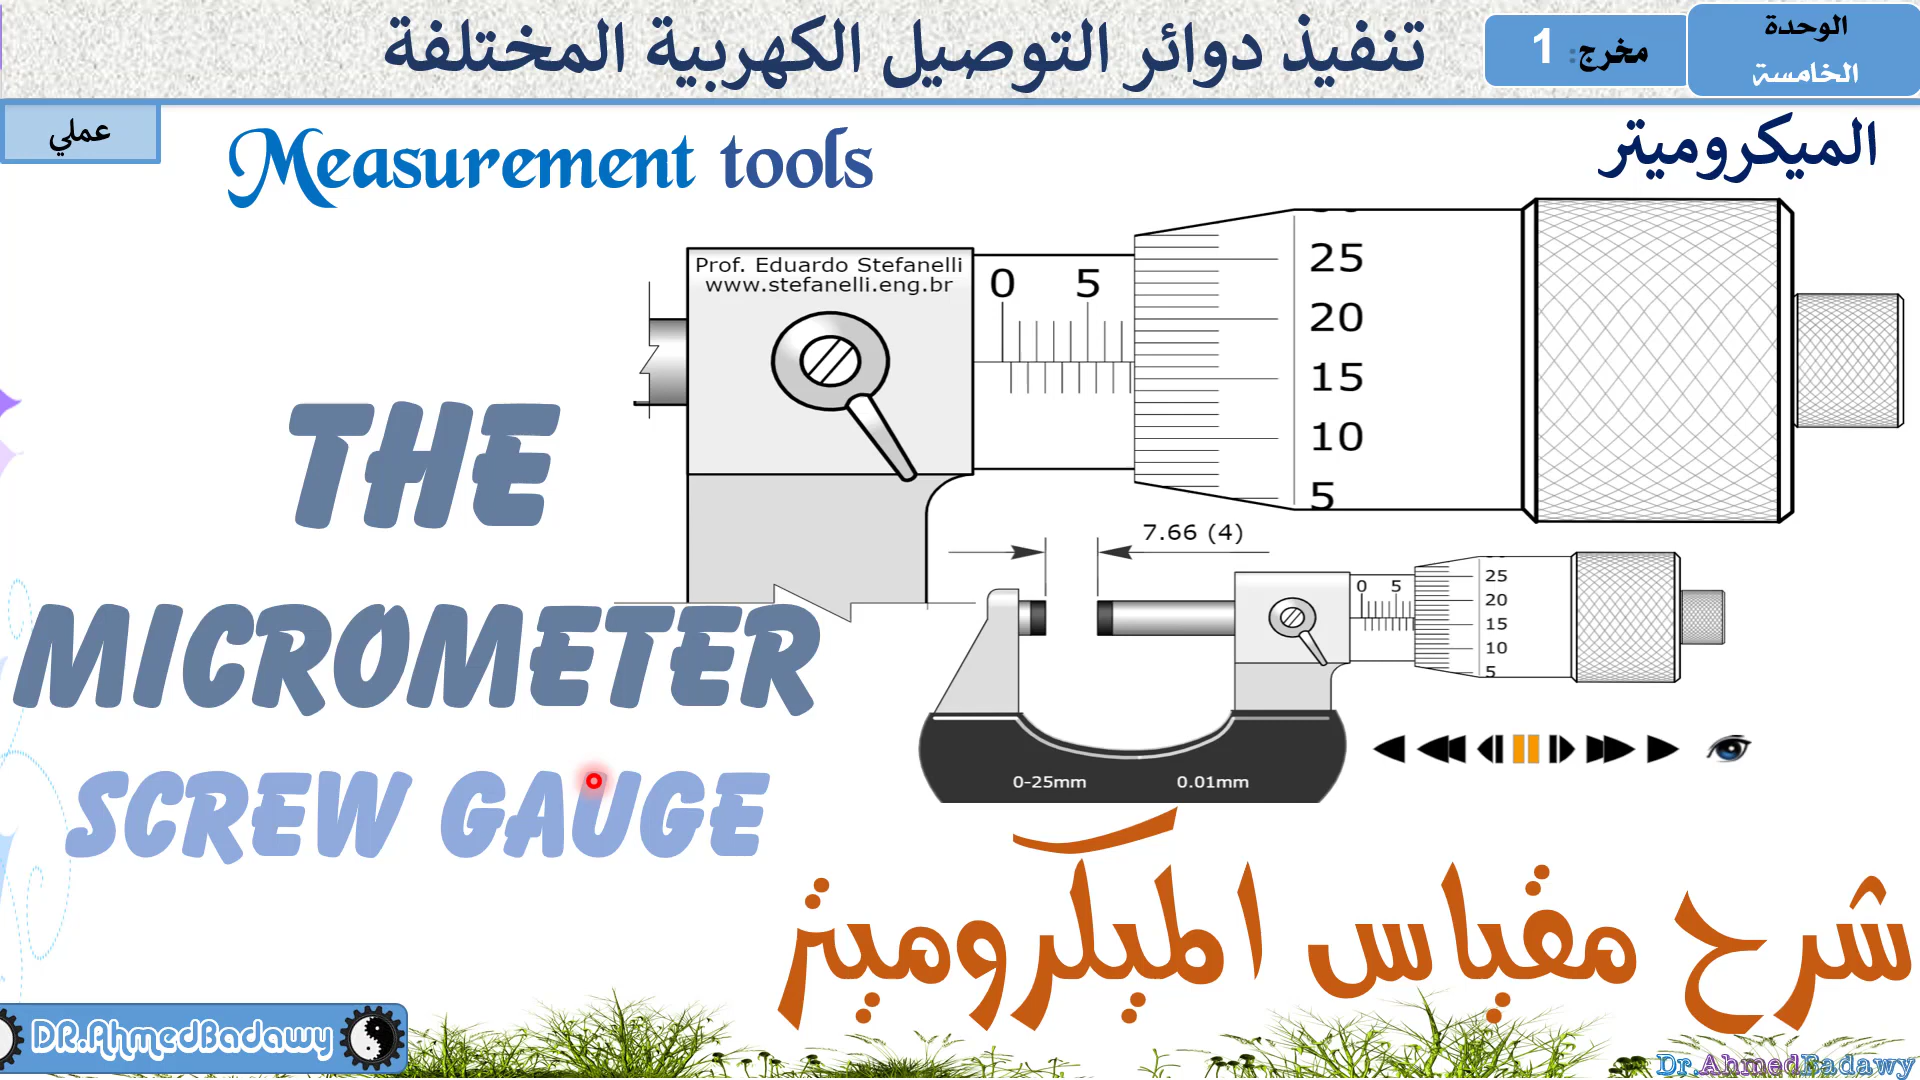 الوحدة
الخامسة
مخرج: 1
تنفيذ دوائر التوصيل الكهربية المختلفة
عملي
الميكروميتر
Measurement tools
Prof. Eduardo Stefanelli
www.stefanelli.eng.br
0 5
25
20
15
10
5
THE
MICROMETER
SCREW GAUGE
7.66 (4)
0 5
25
20
15
10
5
0-25mm 0.01mm
شرح مقياس الميكروميتر
DR.AhmedBadawy
Dr.AhmedBadawy